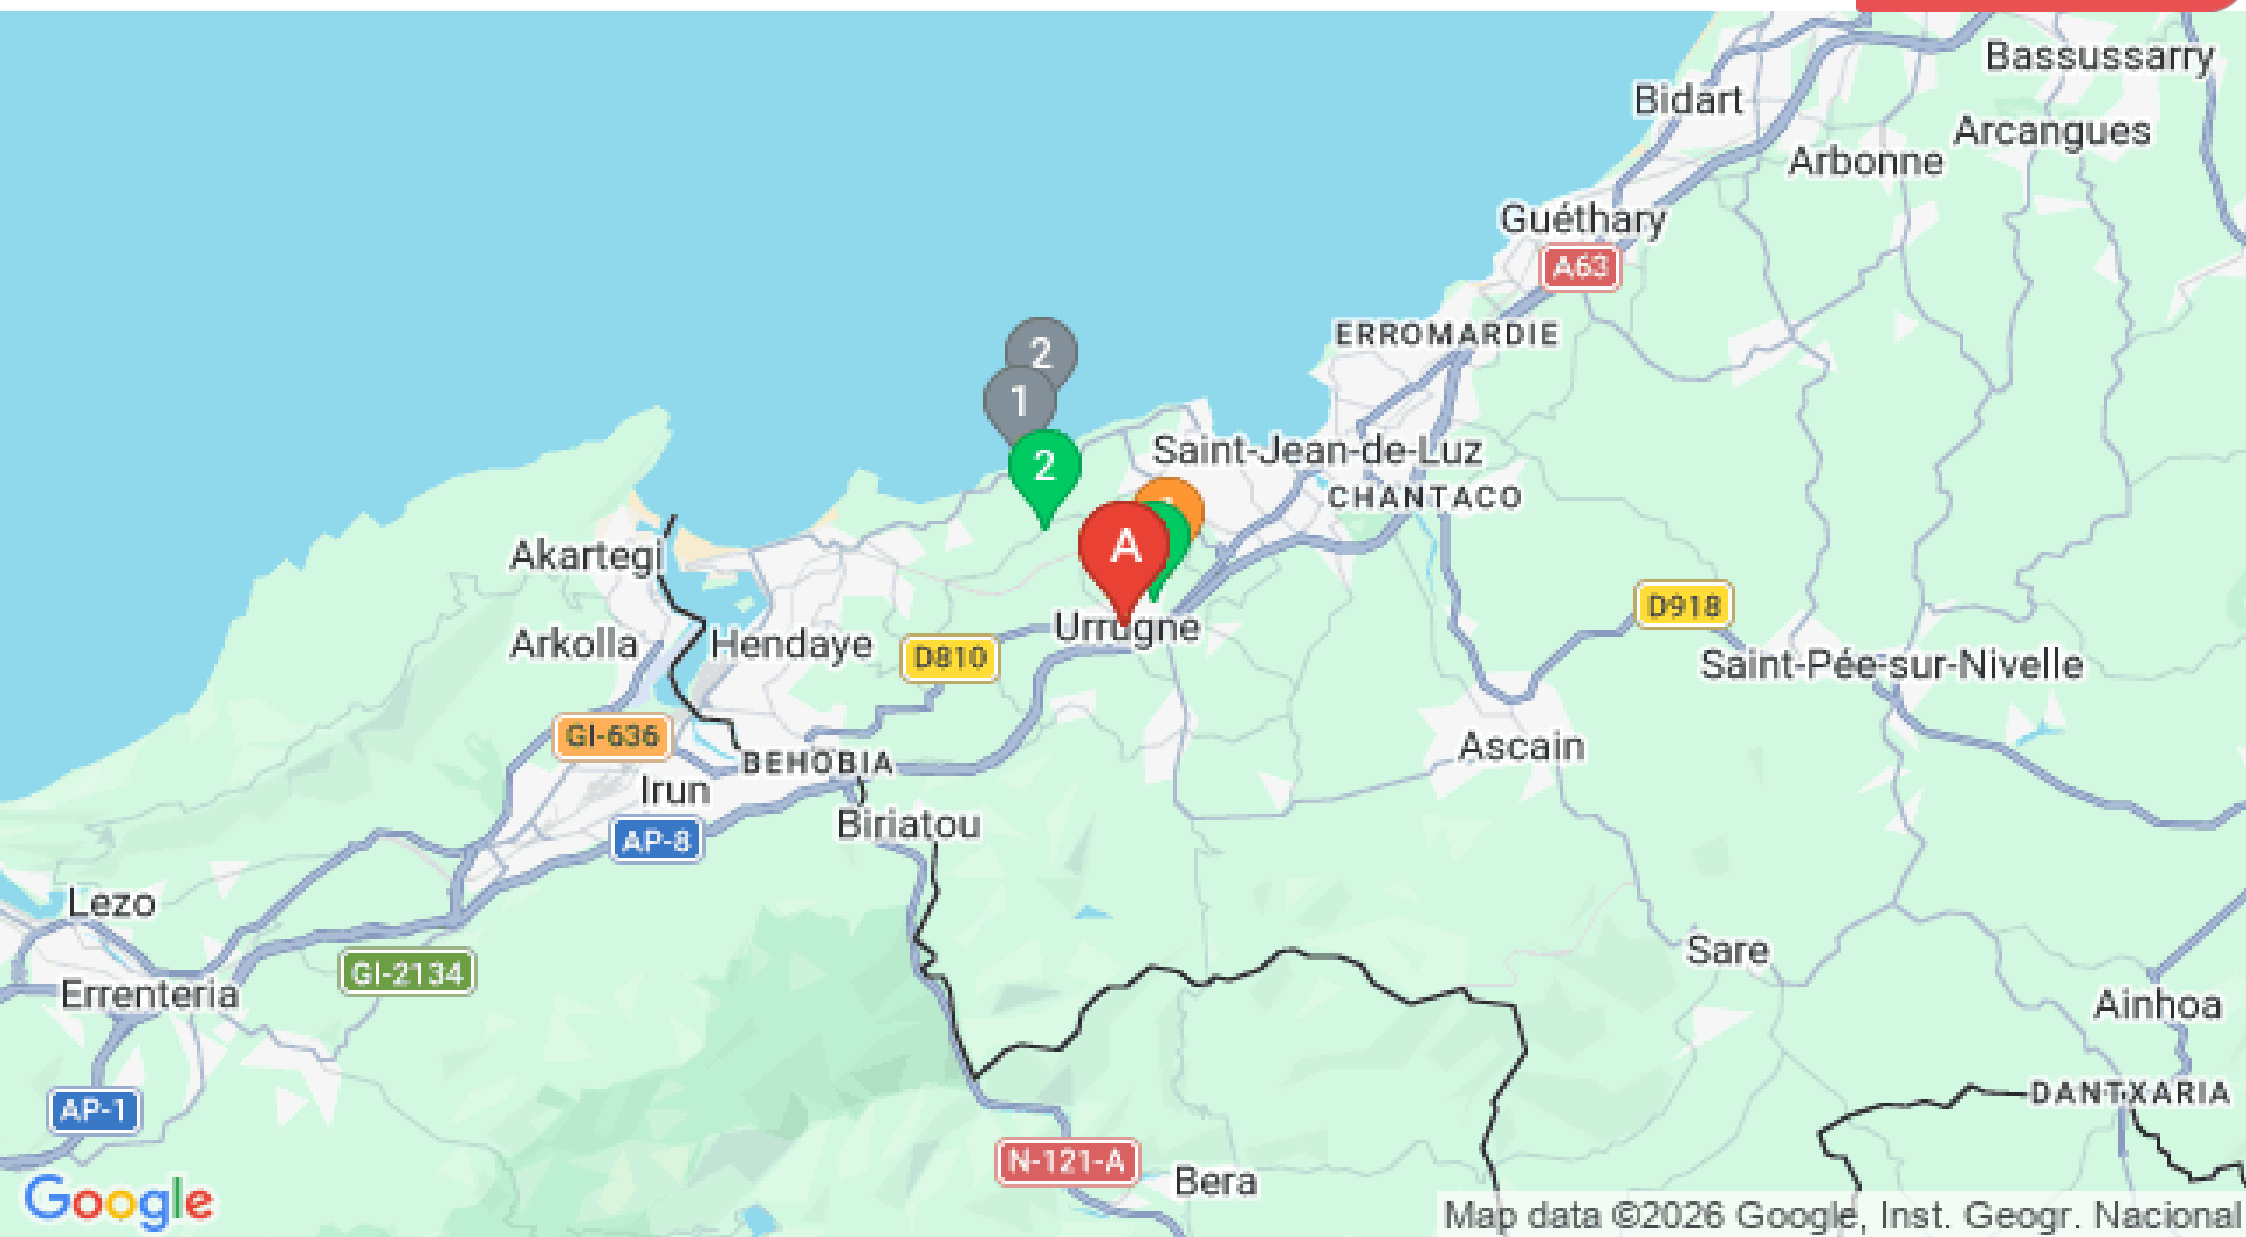 Bassussarry
Bidart
Arcangues
Arbonne
Guéthary
A63
ERROMARDIE
2
1
2
Saint-Jean-de-Luz
CHANTACO
A
Akartegi
Urrugne
D918
Arkolla
Hendaye
D810
Saint-Pée-sur-Nivelle
GI-636
Ascain
BEHOBIA
Irun
Biriatou
AP-8
Lezo
Sare
GI-2134
Errenteria
Ainhoa
DANTXARIA
AP-1
N-121-A
Bera
Google
Map data ©2026 Google, Inst. Geogr. Nacional